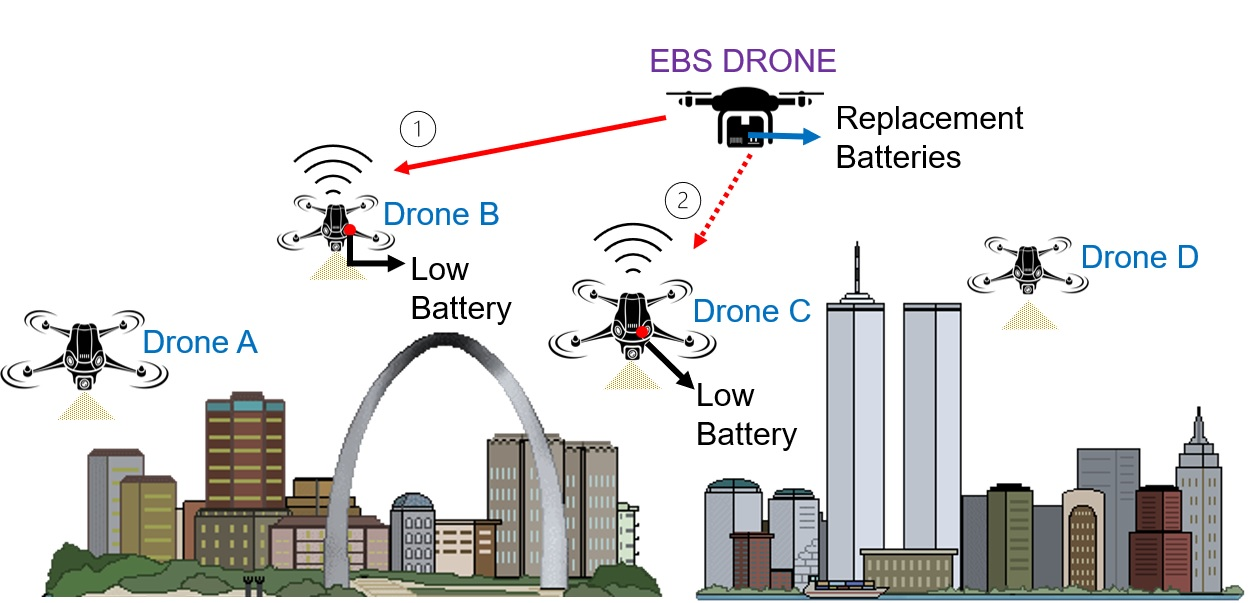 EBS DRONE
Replacement
Batteries
1
Drone B
Low
Battery
2
Drone C
Low
Battery
Drone D
Drone A